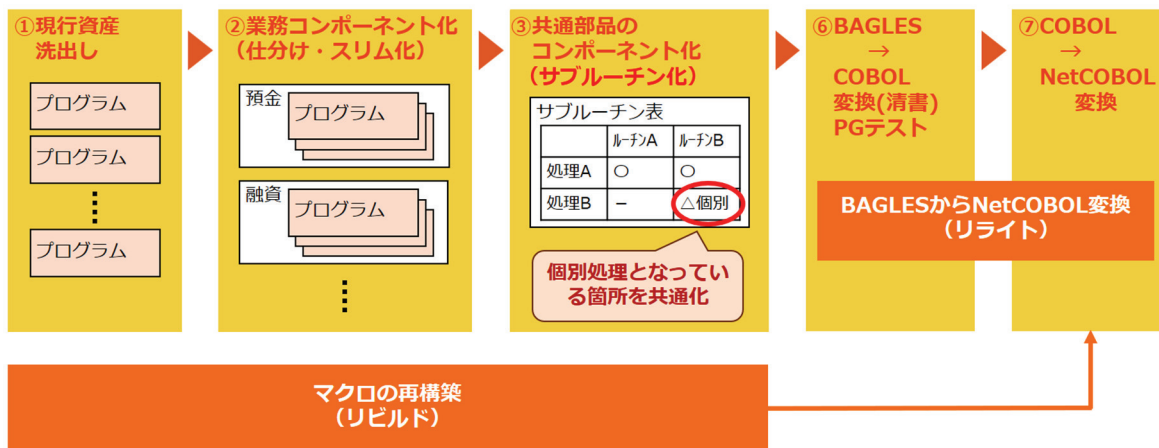 ①現行資産
洗出し
プログラム
プログラム
プログラム
②業務コンポーネント化
(仕分け・スリム化)
預金
プログラム
融資
プログラム
③共通部品の
コンポーネント化
(サブルーチン化)
サブルーチン表
ルーチンA ルーチンB
処理A 〇 〇
処理B － △個別
個別処理となってい
る箇所を共通化
⑥BAGLES
→
COBOL
変換(清書)
PGテスト
⑦COBOL
→
NetCOBOL
変換
BAGLESからNetCOBOL変換
（リライト）
マクロの再構築
（リビルド）